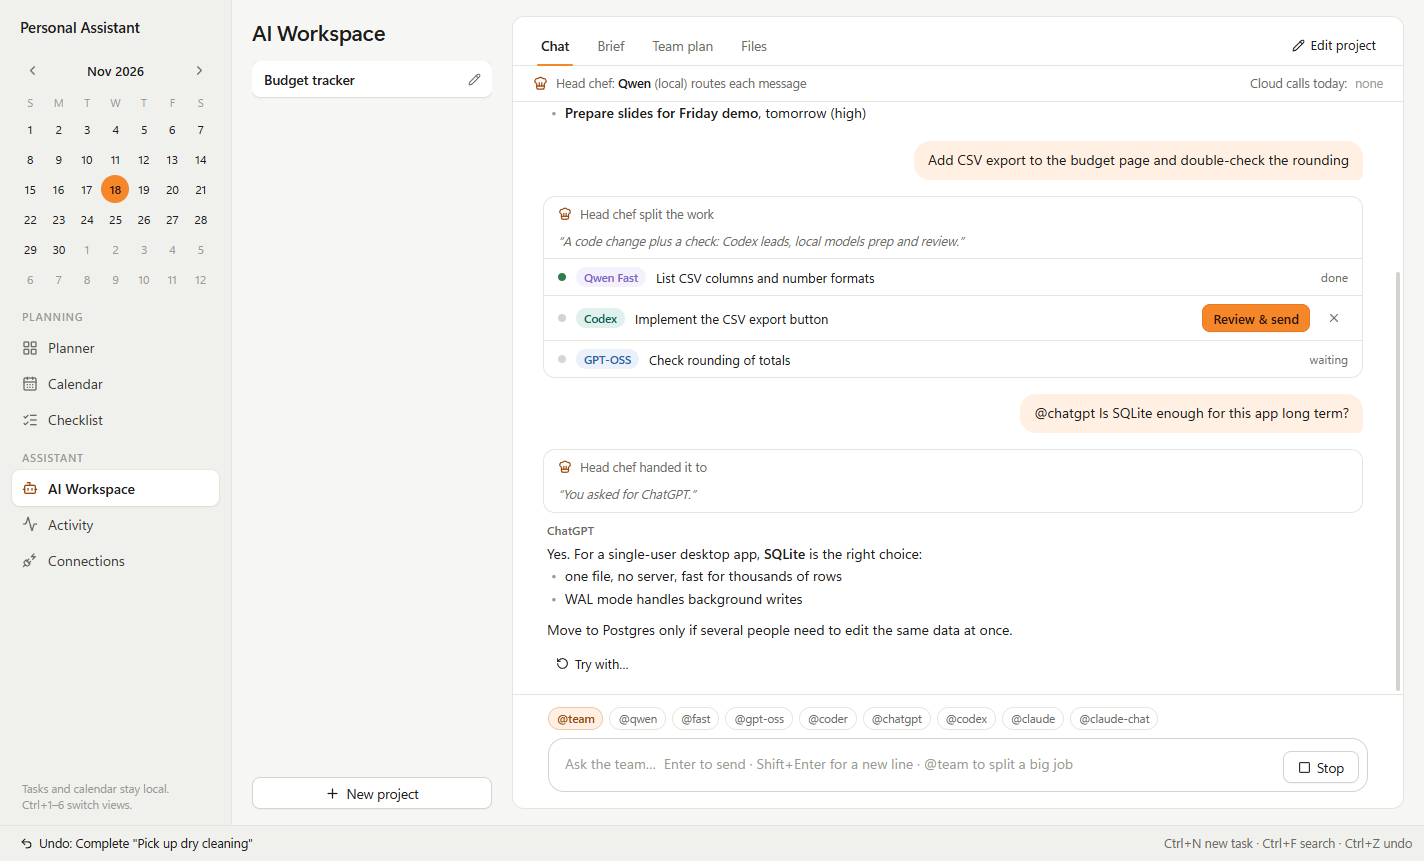 Personal Assistant
Nov 2026
S M T W T F S
1 2 3 4 5 6 7
8 9 10 11 12 13 14
15 16 17 18 19 20 21
22 23 24 25 26 27 28
29 30 1 2 3 4 5
6 7 8 9 10 11 12
PLANNING
Planner
Calendar
Checklist
ASSISTANT
AI Workspace
Activity
Connections
Tasks and calendar stay local.
Ctrl+1–6 switch views.
AI Workspace
Budget tracker
New project
Chat Brief Team plan Files Edit project
Head chef: Qwen (local) routes each message Cloud calls today: none
• Prepare slides for Friday demo, tomorrow (high)
Add CSV export to the budget page and double-check the rounding
Head chef split the work
“A code change plus a check: Codex leads, local models prep and review.”
Qwen Fast List CSV columns and number formats done
Codex Implement the CSV export button Review & send
GPT-OSS Check rounding of totals waiting
@chatgpt Is SQLite enough for this app long term?
Head chef handed it to
“You asked for ChatGPT.”
ChatGPT
Yes. For a single-user desktop app, SQLite is the right choice:
• one file, no server, fast for thousands of rows
• WAL mode handles background writes
Move to Postgres only if several people need to edit the same data at once.
Try with...
@team @qwen @fast @gpt-oss @coder @chatgpt @codex @claude @claude-chat
Ask the team... Enter to send · Shift+Enter for a new line · @team to split a big job
Stop
Undo: Complete "Pick up dry cleaning" Ctrl+N new task · Ctrl+F search · Ctrl+Z undo